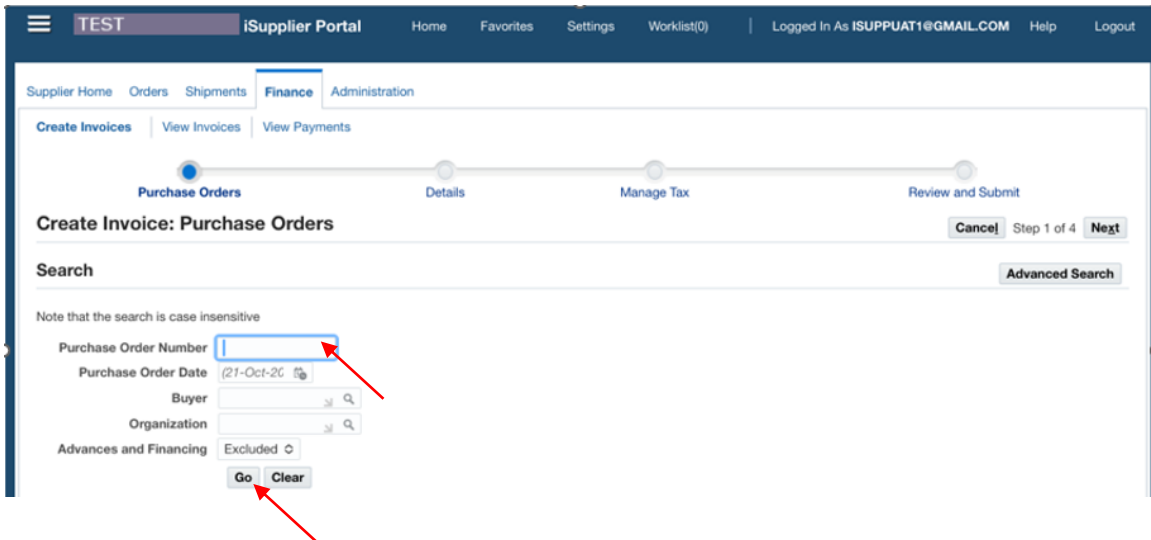 TEST iSupplier Portal Home Favorites Settings Worklist(0) | Logged In As ISUPPUAT1@GMAIL.COM Help Logout
Supplier Home Orders Shipments Finance Administration
Create Invoices View Invoices View Payments
Purchase Orders Details Manage Tax Review and Submit
Create Invoice: Purchase Orders Cancel Step 1 of 4 Next
Search Advanced Search
Note that the search is case insensitive
Purchase Order Number
Purchase Order Date (21-Oct-20
Buyer
Organization
Advances and Financing Excluded
Go Clear